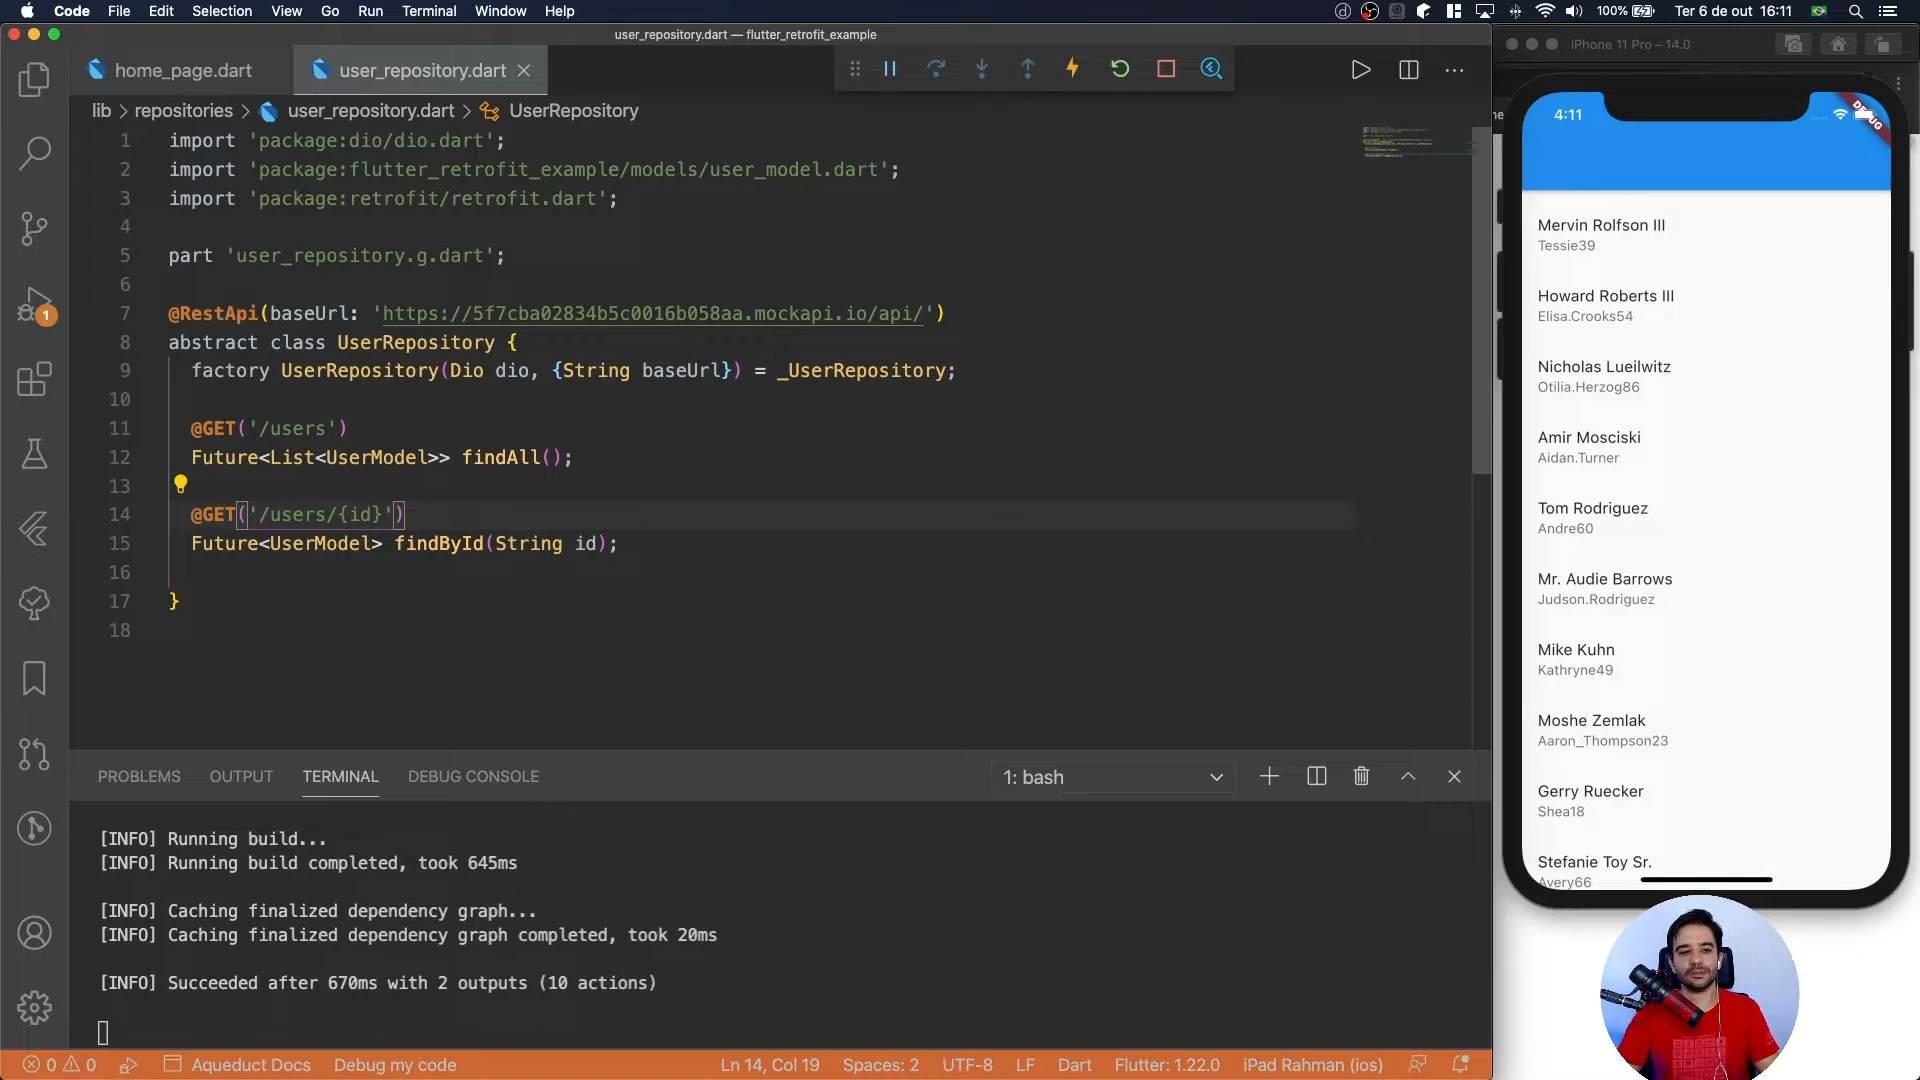 Code File Edit Selection View Go Run Terminal Window Help
100% Ter 6 de out 16:11
user_repository.dart — flutter_retrofit_example
iPhone 11 Pro – 14.0
home_page.dart
user_repository.dart
lib > repositories > user_repository.dart > UserRepository
1 import 'package:dio/dio.dart';
2 import 'package:flutter_retrofit_example/models/user_model.dart';
3 import 'package:retrofit/retrofit.dart';
4
5 part 'user_repository.g.dart';
6
7 @RestApi(baseUrl: 'https://5f7cba02834b5c0016b058aa.mockapi.io/api/')
8 abstract class UserRepository {
9 factory UserRepository(Dio dio, {String baseUrl}) = _UserRepository;
10
11 @GET('/users')
12 Future<List<UserModel>> findAll();
13
14 @GET('/users/{id}')
15 Future<UserModel> findById(String id);
16
17 }
18
1
PROBLEMS OUTPUT TERMINAL DEBUG CONSOLE
1: bash
[INFO] Running build...
[INFO] Running build completed, took 645ms
[INFO] Caching finalized dependency graph...
[INFO] Caching finalized dependency graph completed, took 20ms
[INFO] Succeeded after 670ms with 2 outputs (10 actions)
0 0 Aqueduct Docs Debug my code
Ln 14, Col 19 Spaces: 2 UTF-8 LF Dart Flutter: 1.22.0 iPad Rahman (ios)
4:11
DEBUG
Mervin Rolfson III
Tessie39
Howard Roberts III
Elisa.Crooks54
Nicholas Lueilwitz
Otilia.Herzog86
Amir Mosciski
Aidan.Turner
Tom Rodriguez
Andre60
Mr. Audie Barrows
Judson.Rodriguez
Mike Kuhn
Kathryne49
Moshe Zemlak
Aaron_Thompson23
Gerry Ruecker
Shea18
Stefanie Toy Sr.
Avery66